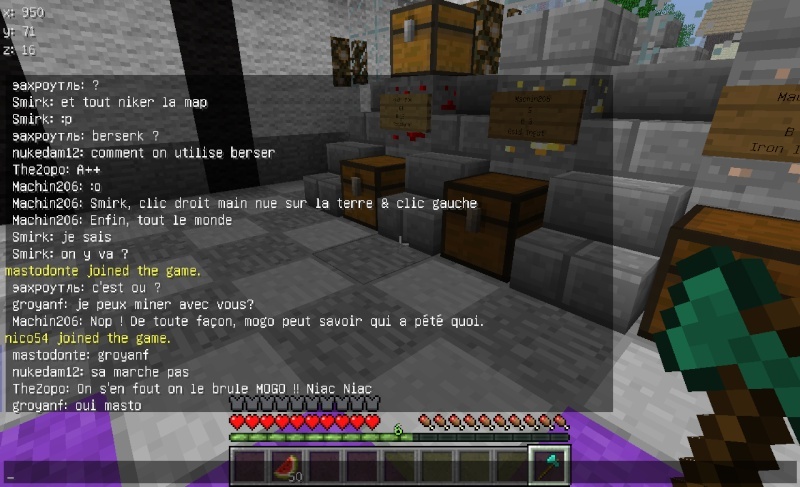 x: 950
y: 71
z: 16
эахроутль: ?
Smirk: et tout niker la map
Smirk: :p
эахроутль: berserk ?
nukedam12: comment on utilise berser
TheZopo: A++
Machin206: :o
Machin206: Smirk, clic droit main nue sur la terre & clic gauche
Machin206: Enfin, tout le monde
Smirk: je sais
Smirk: on y va ?
mastodonte joined the game.
эахроутль: c'est ou ?
groyanf: je peux miner avec vous?
Machin206: Nop ! De toute façon, mogo peut savoir qui a pété quoi.
nico54 joined the game.
mastodonte: groyanf
nukedam12: sa marche pas
TheZopo: On s'en fout on le brule MOGO !! Niac Niac
groyanf: oui masto
Machin206
Mac
B
Iron I
6
50
_